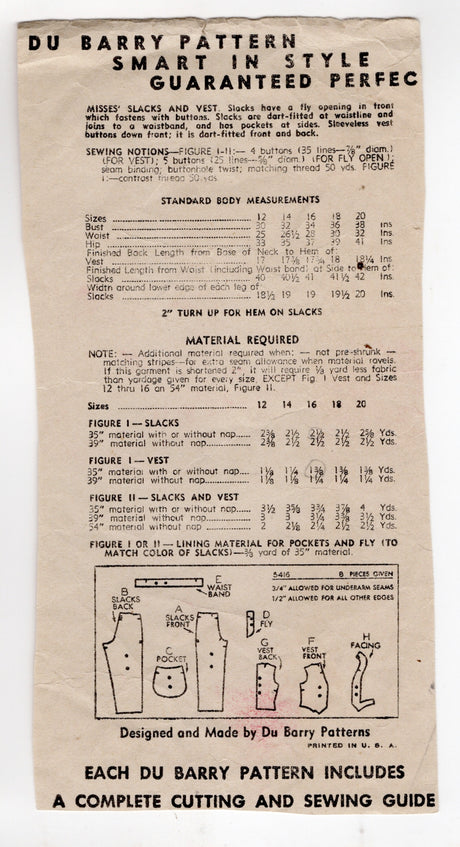 DU BARRY PATTERN
SMART IN STYLE
GUARANTEED PERFEC
MISSES' SLACKS AND VEST. Slacks have a fly opening in front
which fastens with buttons. Slacks are dart-fitted at waistline and
joins to a waistband, and has pockets at sides. Sleeveless vest
buttons down front; it is dart-fitted front and back.
SEWING NOTIONS—FIGURE I-II:— 4 buttons (35 lines—⅞" diam.)
(FOR VEST); 5 buttons (25 lines—⅝" diam.) (FOR FLY OPEN);
seam binding; buttonhole twist; matching thread 50 yds. FIGURE
I:—contrast thread 50 yds.
STANDARD BODY MEASUREMENTS
Sizes 12 14 16 18 20
Bust 30 32 34 36 38 Ins
Waist 25 26½ 28 30 32 Ins.
Hip 33 35 37 39 41 Ins
Finished Back Length from Base of Neck to Hem of:
Vest 17 17⅜ 17¾ 18 18¼ Ins
Finished Length from Waist (including Waist band) at Side to Hem of:
Slacks 40 40½ 41 41½ 42 Ins
Width around lower edge of each leg of
Slacks 18½ 19 19 19½ 20 Ins.
2" TURN UP FOR HEM ON SLACKS
MATERIAL REQUIRED
NOTE: — Additional material required when: — not pre-shrunk —
matching stripes—for extra seam allowance when material ravels.
If this garment is shortened 2", it will require ⅛ yard less fabric
than yardage given for every size, EXCEPT Fig. I Vest and Sizes
12 thru 16 an 54" material, Figure II.
Sizes 12 14 16 18 20
FIGURE I—SLACKS
35" material with or without nap..... 2⅜ 2½ 2½ 2½ 2⅝ Yds.
39" material without nap..... 2⅜ 2½ 2½ 2½ 2½ Yds.
FIGURE I—VEST
35" material with or without nap..... 1⅛ 1¼ 1⅜ 1⅜ 1⅜ Yds.
39" material without nap..... 1⅛ 1⅛ 1¼ 1¼ 1¼ Yds.
FIGURE II—SLACKS AND VEST
35" material with or without nap..... 3½ 3⅝ 3¾ 3⅞ 4 Yds.
39" material without nap..... 3 3 3¼ 3⅜ 3½ Yds.
54" material without nap..... 2 2⅛ 2¼ 2½ 2½ Yds.
FIGURE I OR II—LINING MATERIAL FOR POCKETS AND FLY (TO
MATCH COLOR OF SLACKS)—⅜ yard of 35" material.
5416 8 PIECES GIVEN
3/4" ALLOWED FOR UNDERARM SEAMS
1/2" ALLOWED FOR ALL OTHER EDGES
E
WAIST
BAND
B
SLACKS
BACK
A
SLACKS
FRONT
C
POCKET
D
FLY
G
VEST
BACK
F
VEST
FRONT
H
FACING
Designed and Made by Du Barry Patterns
PRINTED IN U. S. A.
EACH DU BARRY PATTERN INCLUDES
A COMPLETE CUTTING AND SEWING GUIDE